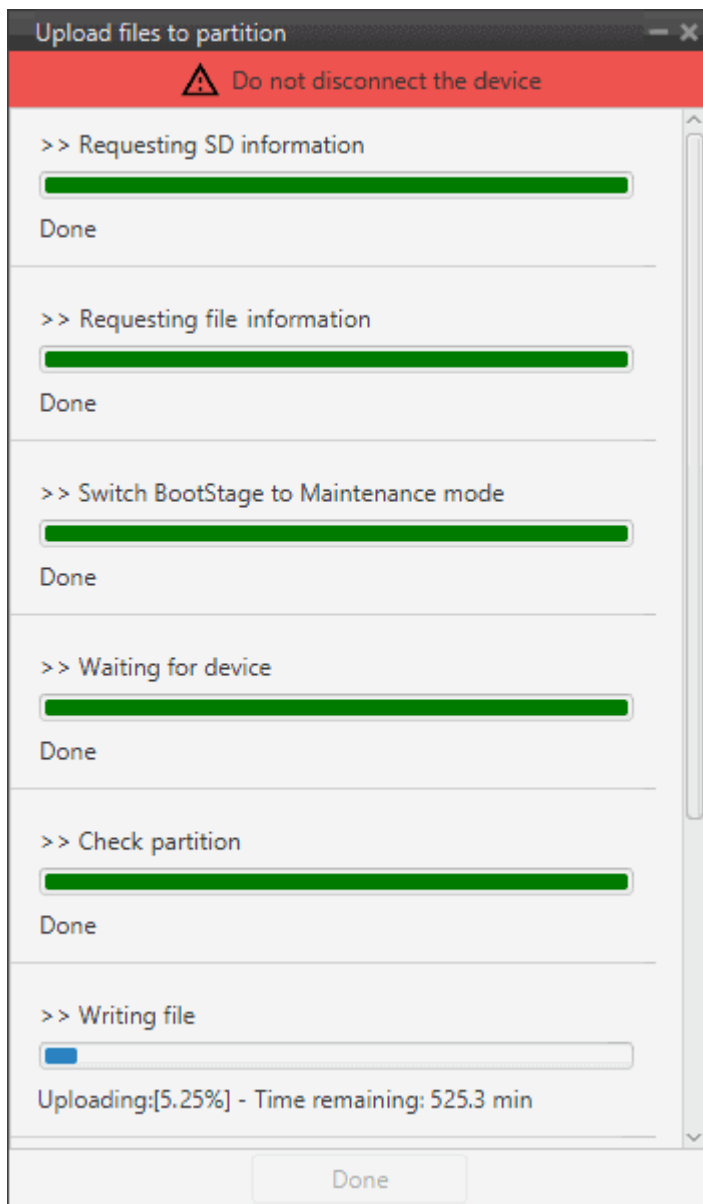 Upload files to partition
Do not disconnect the device
>> Requesting SD information
Done
>> Requesting file information
Done
>> Switch BootStage to Maintenance mode
Done
>> Waiting for device
Done
>> Check partition
Done
>> Writing file
Uploading:[5.25%] - Time remaining: 525.3 min
Done